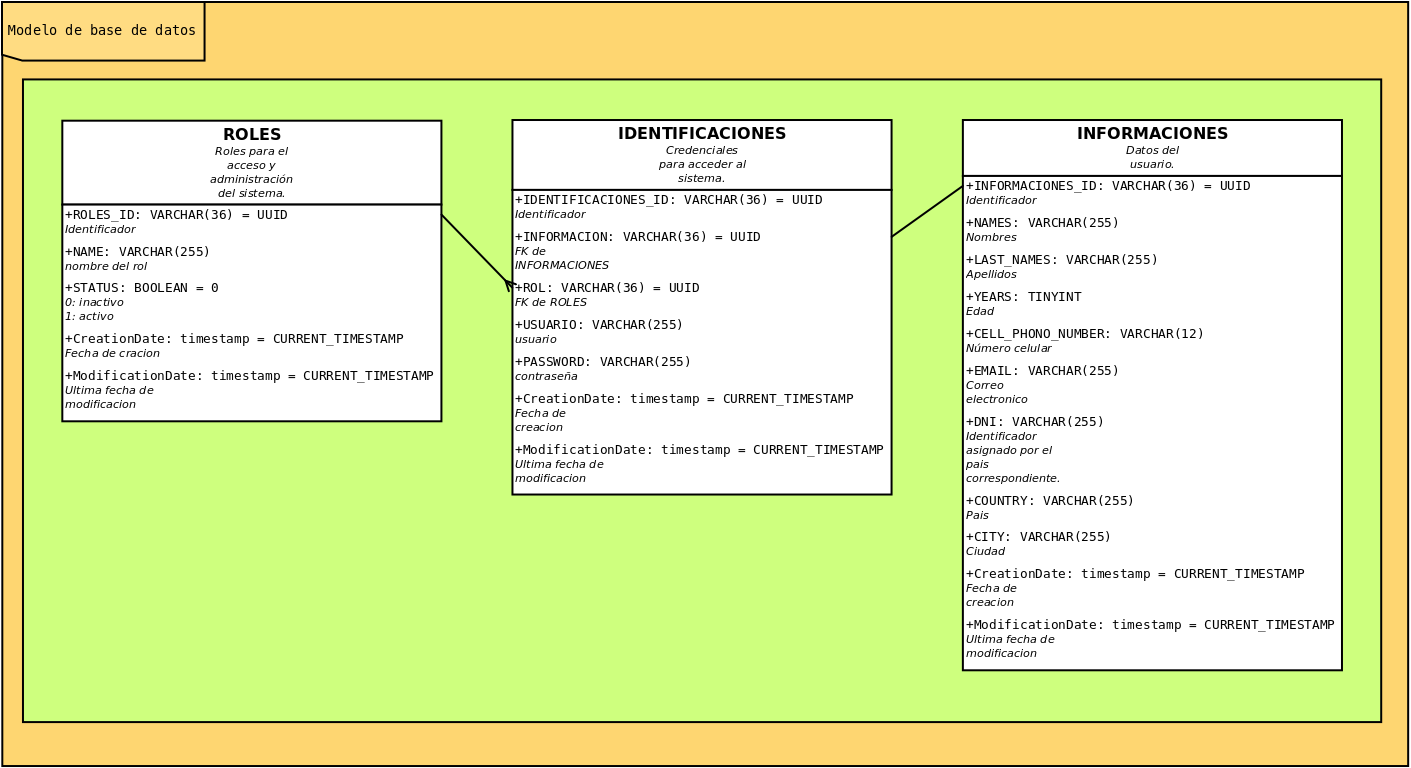 Modelo de base de datos
ROLES
Roles para el
acceso y
administración
del sistema.
+ROLES_ID: VARCHAR(36) = UUID
Identificador
+NAME: VARCHAR(255)
nombre del rol
+STATUS: BOOLEAN = 0
0: inactivo
1: activo
+CreationDate: timestamp = CURRENT_TIMESTAMP
Fecha de cracion
+ModificationDate: timestamp = CURRENT_TIMESTAMP
Ultima fecha de
modificacion
IDENTIFICACIONES
Credenciales
para acceder al
sistema.
+IDENTIFICACIONES_ID: VARCHAR(36) = UUID
Identificador
+INFORMACION: VARCHAR(36) = UUID
FK de
INFORMACIONES
+ROL: VARCHAR(36) = UUID
FK de ROLES
+USUARIO: VARCHAR(255)
usuario
+PASSWORD: VARCHAR(255)
contraseña
+CreationDate: timestamp = CURRENT_TIMESTAMP
Fecha de
creacion
+ModificationDate: timestamp = CURRENT_TIMESTAMP
Ultima fecha de
modificacion
INFORMACIONES
Datos del
usuario.
+INFORMACIONES_ID: VARCHAR(36) = UUID
Identificador
+NAMES: VARCHAR(255)
Nombres
+LAST_NAMES: VARCHAR(255)
Apellidos
+YEARS: TINYINT
Edad
+CELL_PHONO_NUMBER: VARCHAR(12)
Número celular
+EMAIL: VARCHAR(255)
Correo
electronico
+DNI: VARCHAR(255)
Identificador
asignado por el
pais
correspondiente.
+COUNTRY: VARCHAR(255)
Pais
+CITY: VARCHAR(255)
Ciudad
+CreationDate: timestamp = CURRENT_TIMESTAMP
Fecha de
creacion
+ModificationDate: timestamp = CURRENT_TIMESTAMP
Ultima fecha de
modificacion